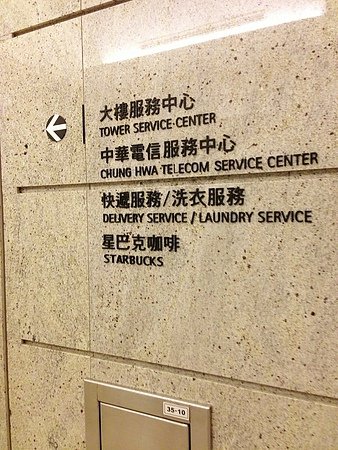 大樓服務中心
TOWER SERVICE CENTER
中華電信服務中心
CHUNG HWA TELECOM SERVICE CENTER
快遞服務/洗衣服務
DELIVERY SERVICE / LAUNDRY SERVICE
星巴克咖啡
STARBUCKS
35-10